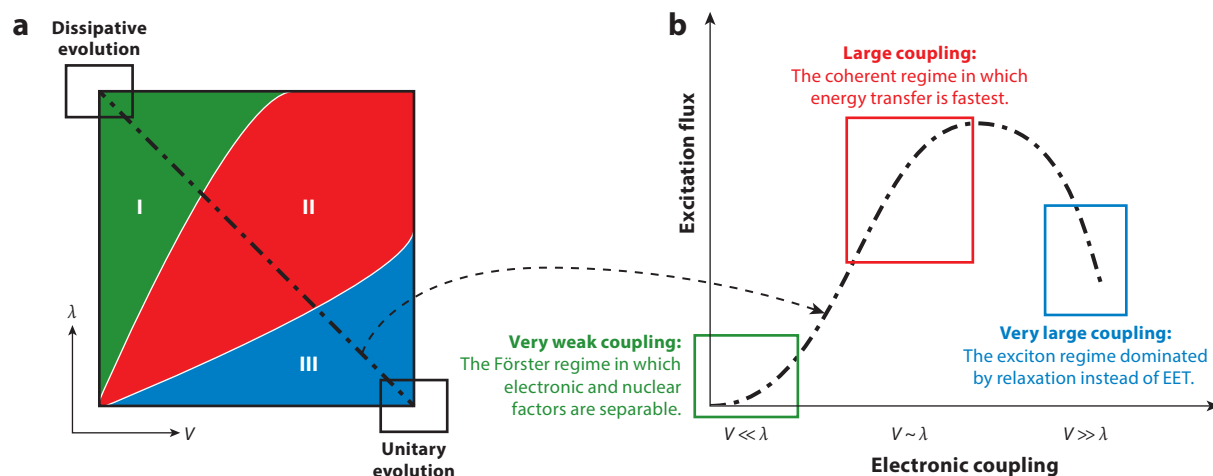 a
Dissipative
evolution
I
II
III
λ
V
Unitary
evolution
b
Excitation flux
Large coupling:
The coherent regime in which
energy transfer is fastest.
Very weak coupling:
The Förster regime in which
electronic and nuclear
factors are separable.
Very large coupling:
The exciton regime dominated
by relaxation instead of EET.
V ≪ λ
V ~ λ
V ≫ λ
Electronic coupling